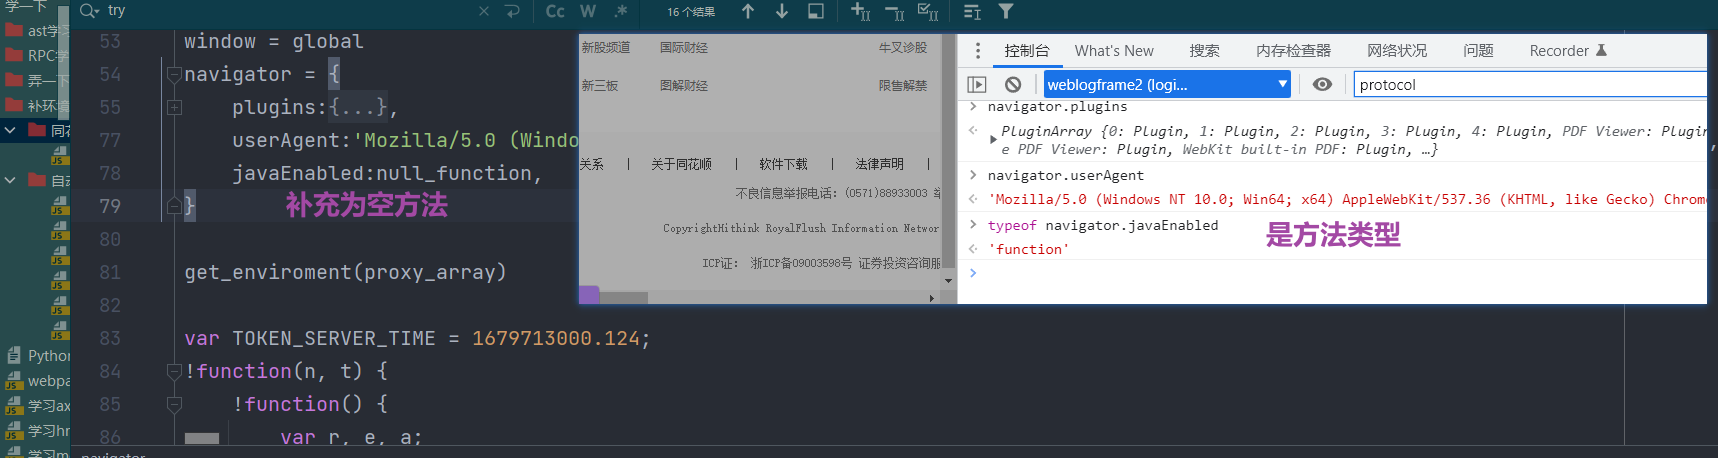 学一下
try
Cc
W
.*
16 个结果
ast学习
RPC学
弄一下
补环境
同花
自动
Python
webpa
学习ax
学习hr
学习m
53 window = global
54 navigator = {
55 plugins:{...},
77 userAgent:'Mozilla/5.0 (Windo
78 javaEnabled:null_function,
79 }
补充为空方法
80
81 get_enviroment(proxy_array)
82
83 var TOKEN_SERVER_TIME = 1679713000.124;
84 !function(n, t) {
85 !function() {
86 var r, e, a;
navigator
新股频道 国际财经 牛叉诊股
新三板 图解财经 限售解禁
关系 | 关于同花顺 | 软件下载 | 法律声明 |
不良信息举报电话：(0571)88933003 举
CopyrightHithink RoyalFlush Information Networ
ICP证： 浙ICP备09003598号 证券投资咨询服
控制台 What's New 搜索 内存检查器 网络状况 问题 Recorder
weblogframe2 (logi...
protocol
navigator.plugins
PluginArray {0: Plugin, 1: Plugin, 2: Plugin, 3: Plugin, 4: Plugin, PDF Viewer: Plugin
e PDF Viewer: Plugin, WebKit built-in PDF: Plugin, …}
navigator.userAgent
'Mozilla/5.0 (Windows NT 10.0; Win64; x64) AppleWebKit/537.36 (KHTML, like Gecko) Chrom
typeof navigator.javaEnabled
是方法类型
'function'